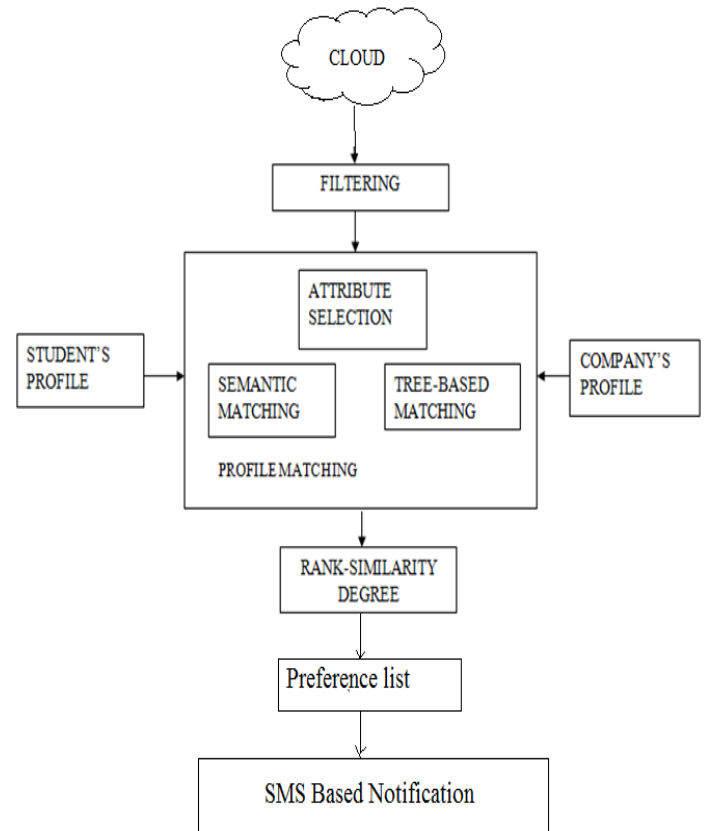 CLOUD
FILTERING
ATTRIBUTE
SELECTION
STUDENT'S
PROFILE
SEMANTIC
MATCHING
TREE-BASED
MATCHING
COMPANY'S
PROFILE
PROFILE MATCHING
RANK-SIMILARITY
DEGREE
Preference list
SMS Based Notification